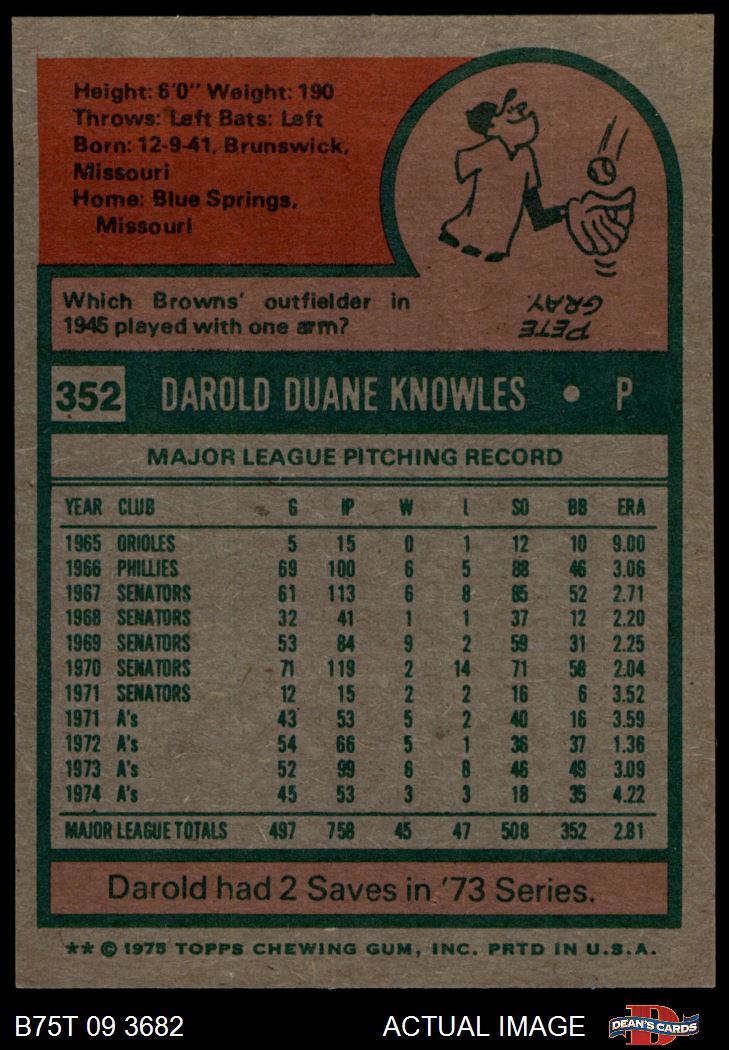 Height: 6'0" Weight: 190
Throws: Left Bats: Left
Born: 12-9-41, Brunswick,
Missouri
Home: Blue Springs,
Missouri
Which Browns' outfielder in
1945 played with one arm?
PETE
GRAY.
352 DAROLD DUANE KNOWLES • P
MAJOR LEAGUE PITCHING RECORD
YEAR CLUB G IP W L SO BB ERA
1965 ORIOLES 5 15 0 1 12 10 9.00
1966 PHILLIES 69 100 6 5 88 46 3.06
1967 SENATORS 61 113 6 8 85 52 2.71
1968 SENATORS 32 41 1 1 37 12 2.20
1969 SENATORS 53 84 9 2 59 31 2.25
1970 SENATORS 71 119 2 14 71 58 2.04
1971 SENATORS 12 15 2 2 16 6 3.52
1971 A's 43 53 5 2 40 16 3.59
1972 A's 54 66 5 1 36 37 1.36
1973 A's 52 99 6 8 46 49 3.09
1974 A's 45 53 3 3 18 35 4.22
MAJOR LEAGUE TOTALS 497 758 45 47 508 352 2.81
Darold had 2 Saves in '73 Series.
** © 1975 TOPPS CHEWING GUM, INC. PRTD IN U.S.A.
B75T 09 3682 ACTUAL IMAGE D DEAN'S CARDS